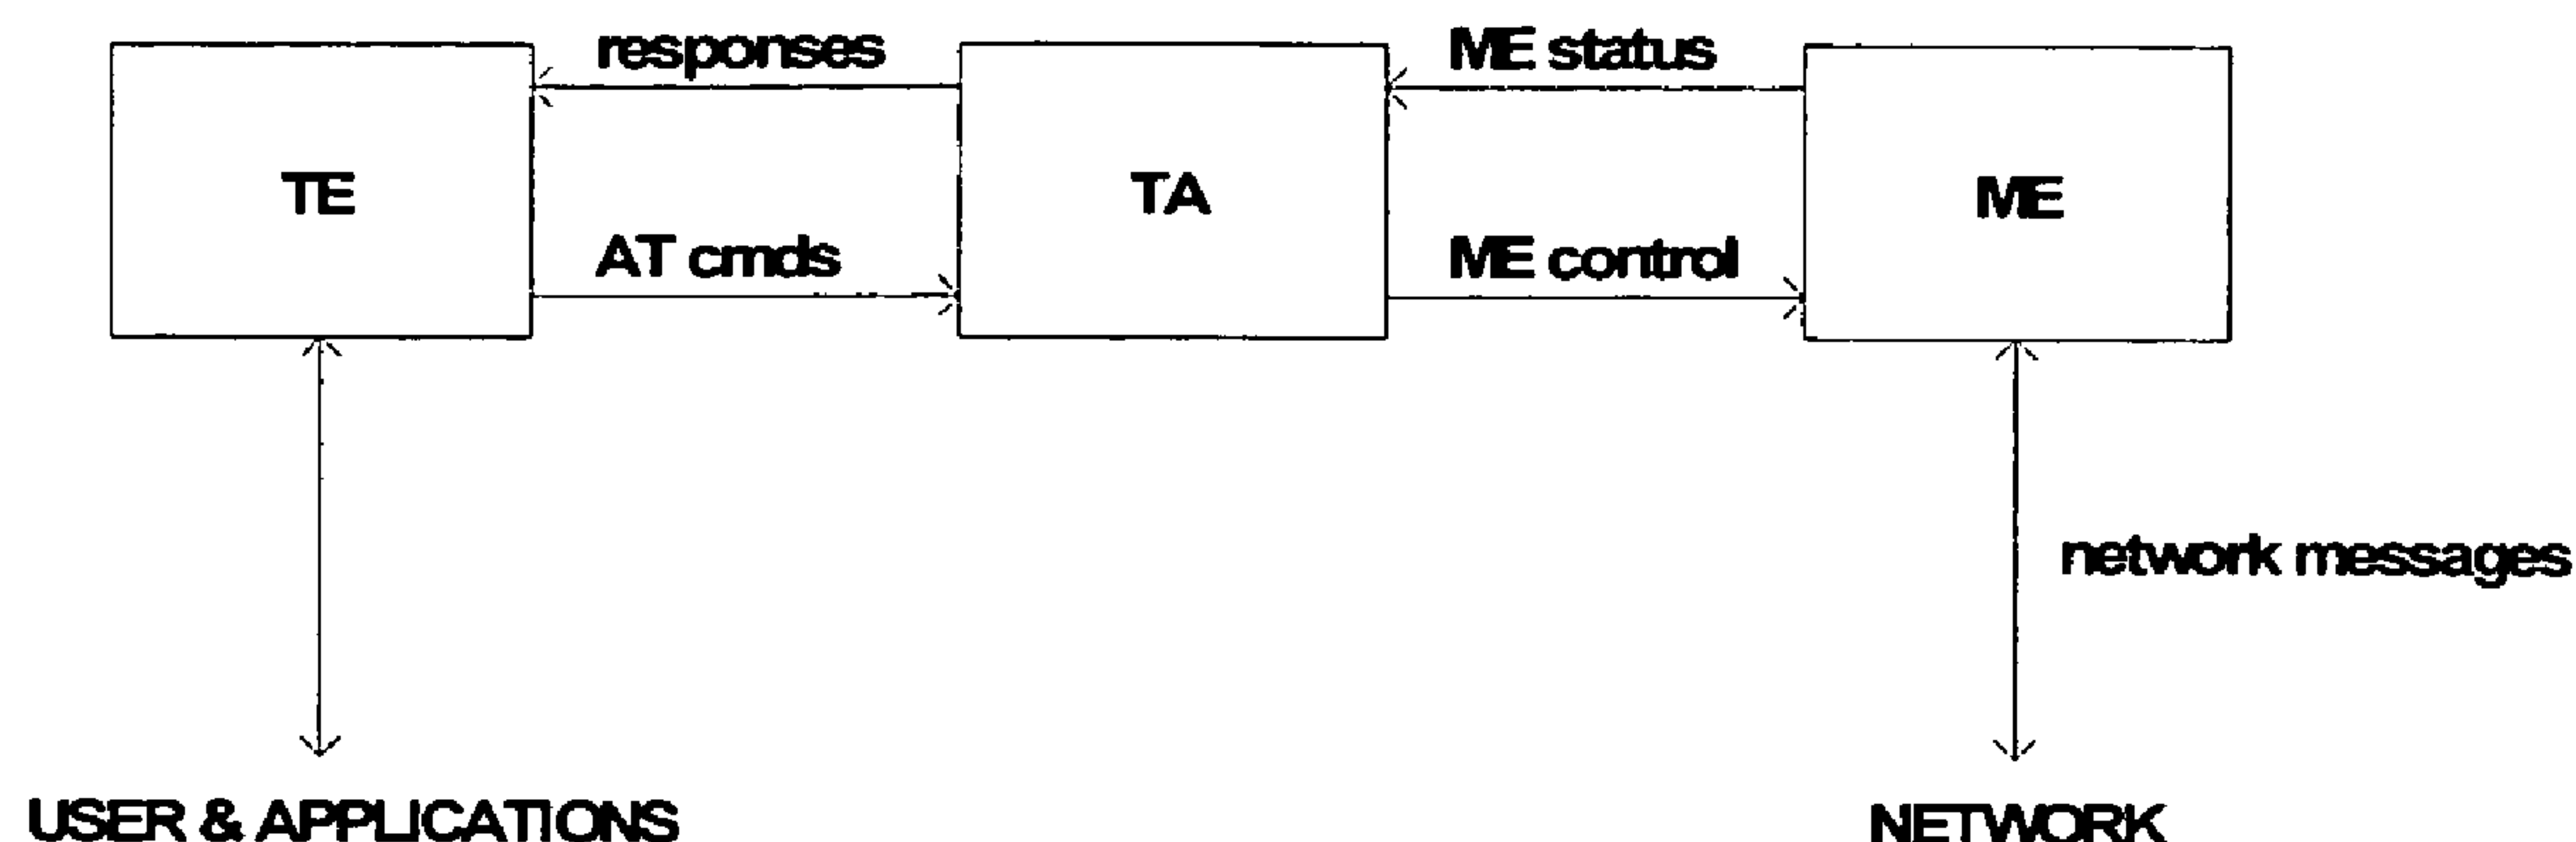 responses
ME status
TE
TA
ME
AT cmds
ME control
network messages
USER & APPLICATIONS
NETWORK